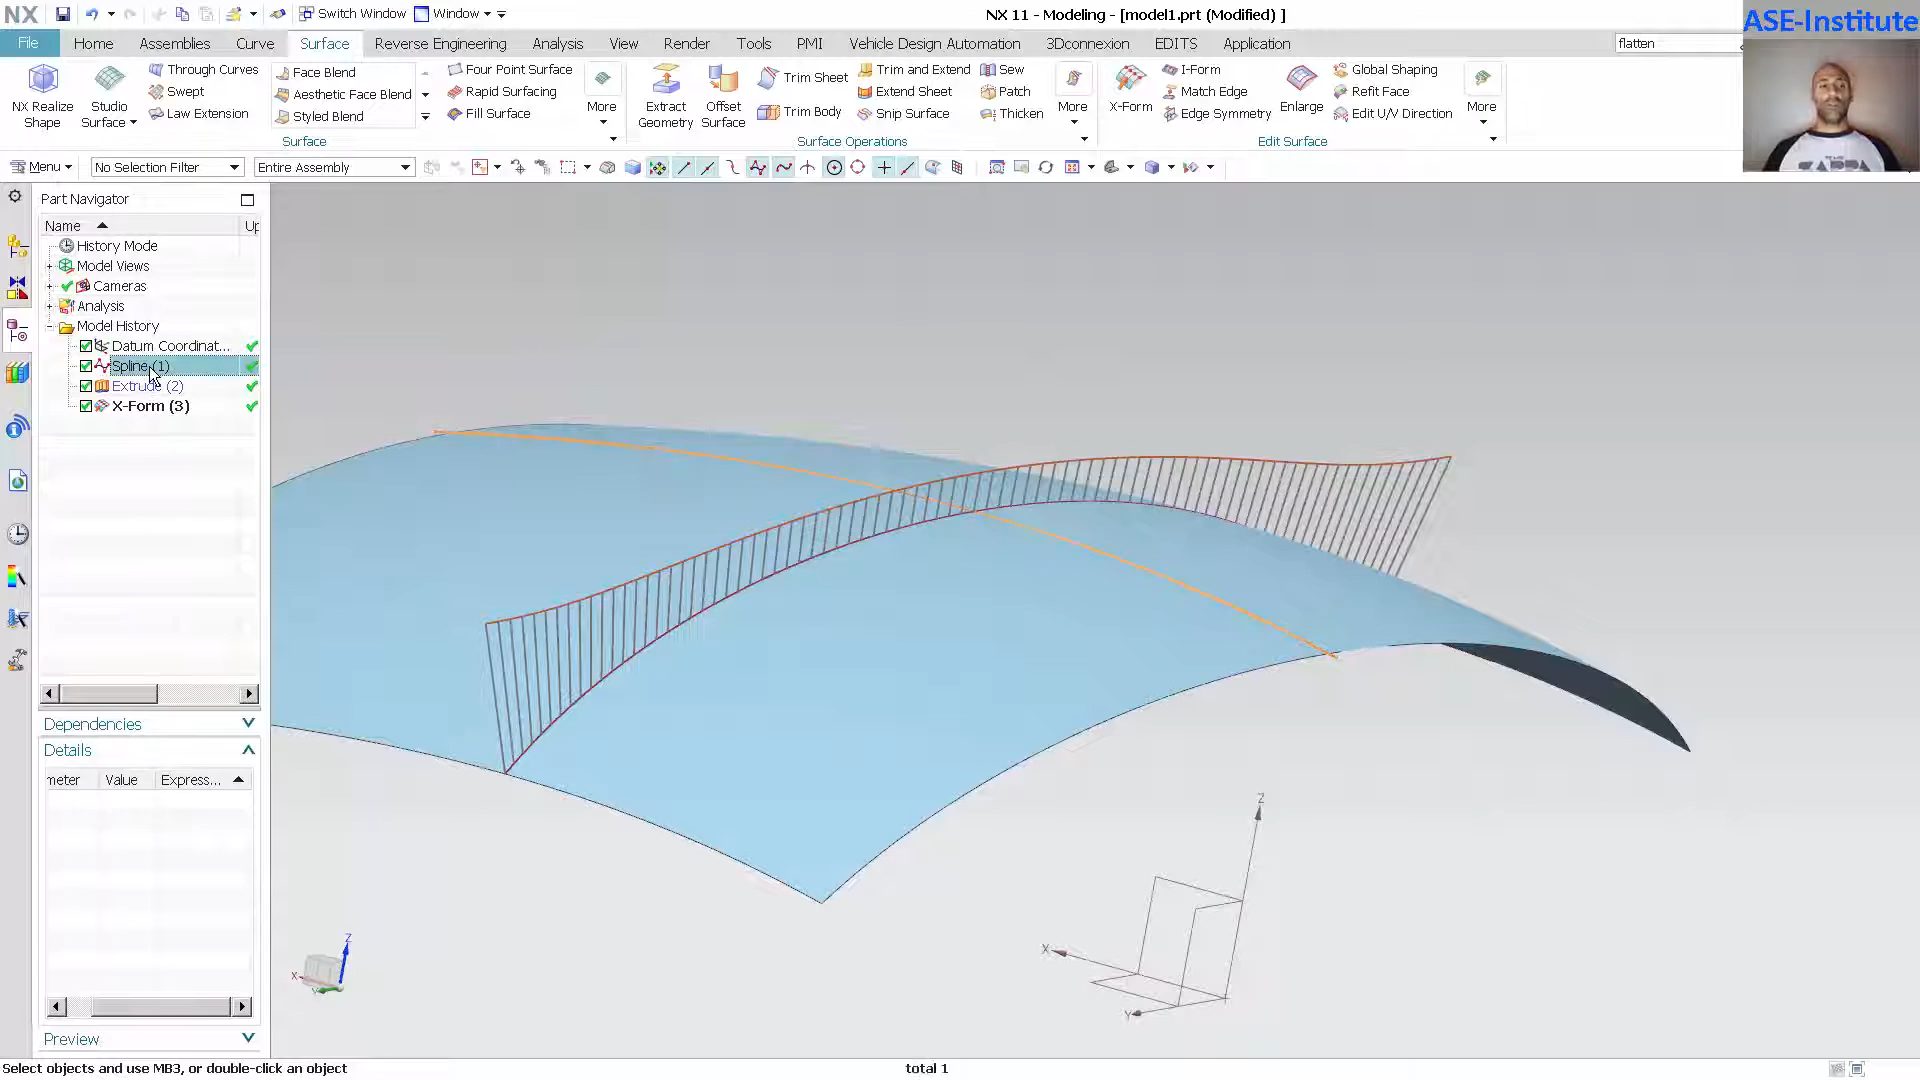 NX
Switch Window
Window
NX 11 - Modeling - [model1.prt (Modified) ]
ASE-Institute
File
Home
Assemblies
Curve
Surface
Reverse Engineering
Analysis
View
Render
Tools
PMI
Vehicle Design Automation
3Dconnexion
EDITS
Application
flatten
NX Realize
Shape
Studio
Surface
Through Curves
Swept
Law Extension
Face Blend
Aesthetic Face Blend
Styled Blend
Four Point Surface
Rapid Surfacing
Fill Surface
More
Surface
Extract
Geometry
Offset
Surface
Trim Sheet
Trim Body
Trim and Extend
Extend Sheet
Snip Surface
Sew
Patch
Thicken
More
Surface Operations
X-Form
I-Form
Match Edge
Edge Symmetry
Enlarge
Global Shaping
Refit Face
Edit U/V Direction
More
Edit Surface
Menu
No Selection Filter
Entire Assembly
Part Navigator
Name
Up
History Mode
Model Views
Cameras
Analysis
Model History
Datum Coordinat...
Spline (1)
Extrude (2)
X-Form (3)
Dependencies
Details
meter
Value
Express...
Preview
Z
X
Y
Z
X
Y
Select objects and use MB3, or double-click an object
total 1